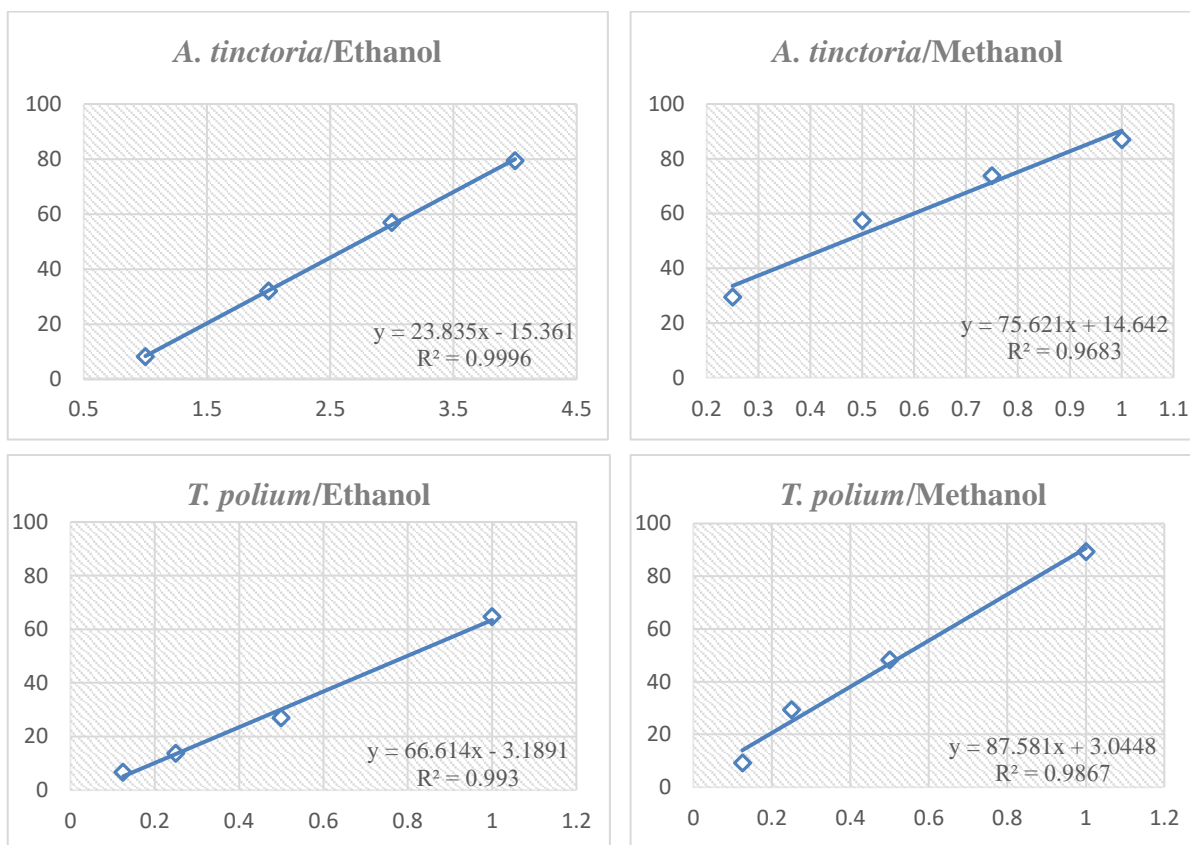 A. tinctoria/Ethanol
100
80
60
40
20
0
y = 23.835x - 15.361
R² = 0.9996
0.5 1.5 2.5 3.5 4.5
A. tinctoria/Methanol
100
80
60
40
20
0
y = 75.621x + 14.642
R² = 0.9683
0.2 0.3 0.4 0.5 0.6 0.7 0.8 0.9 1 1.1
T. polium/Ethanol
100
80
60
40
20
0
y = 66.614x - 3.1891
R² = 0.993
0 0.2 0.4 0.6 0.8 1 1.2
T. polium/Methanol
100
80
60
40
20
0
y = 87.581x + 3.0448
R² = 0.9867
0 0.2 0.4 0.6 0.8 1 1.2